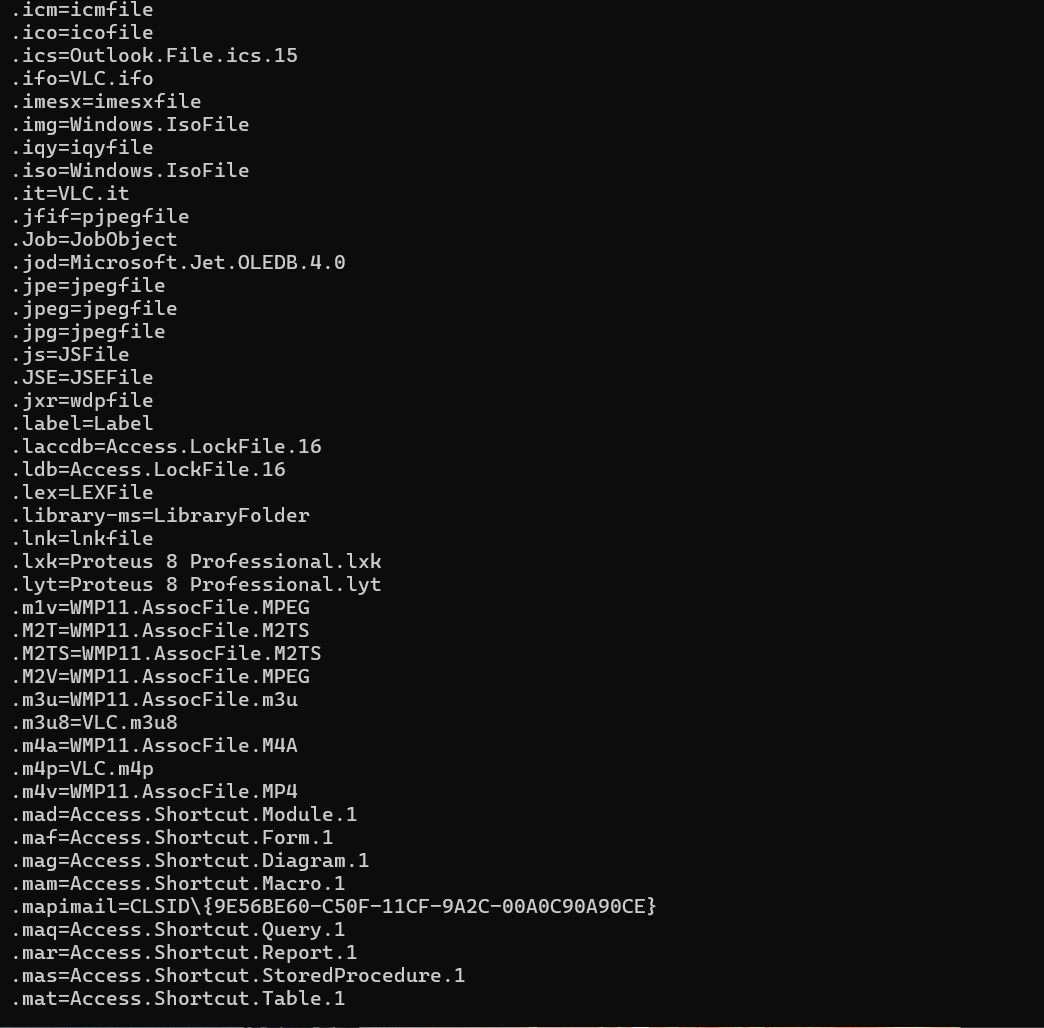 .icm=icmfile
.ico=icofile
.ics=Outlook.File.ics.15
.ifo=VLC.ifo
.imesx=imesxfile
.img=Windows.IsoFile
.iqy=iqyfile
.iso=Windows.IsoFile
.it=VLC.it
.jfif=pjpegfile
.Job=JobObject
.jod=Microsoft.Jet.OLEDB.4.0
.jpe=jpegfile
.jpeg=jpegfile
.jpg=jpegfile
.js=JSFile
.JSE=JSEFile
.jxr=wdpfile
.label=Label
.laccdb=Access.LockFile.16
.ldb=Access.LockFile.16
.lex=LEXFile
.library-ms=LibraryFolder
.lnk=lnkfile
.lxk=Proteus 8 Professional.lxk
.lyt=Proteus 8 Professional.lyt
.m1v=WMP11.AssocFile.MPEG
.M2T=WMP11.AssocFile.M2TS
.M2TS=WMP11.AssocFile.M2TS
.M2V=WMP11.AssocFile.MPEG
.m3u=WMP11.AssocFile.m3u
.m3u8=VLC.m3u8
.m4a=WMP11.AssocFile.M4A
.m4p=VLC.m4p
.m4v=WMP11.AssocFile.MP4
.mad=Access.Shortcut.Module.1
.maf=Access.Shortcut.Form.1
.mag=Access.Shortcut.Diagram.1
.mam=Access.Shortcut.Macro.1
.mapimail=CLSID\{9E56BE60-C50F-11CF-9A2C-00A0C90A90CE}
.maq=Access.Shortcut.Query.1
.mar=Access.Shortcut.Report.1
.mas=Access.Shortcut.StoredProcedure.1
.mat=Access.Shortcut.Table.1